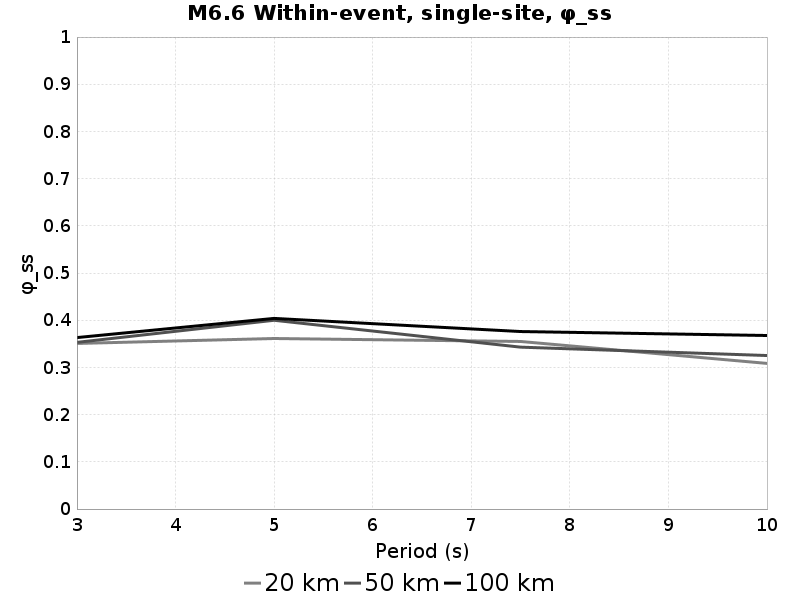 M6.6 Within-event, single-site, φ_ss
1
0.9
0.8
0.7
0.6
0.5
0.4
0.3
0.2
0.1
0
φ_ss
3 4 5 6 7 8 9 10
Period (s)
20 km 50 km 100 km